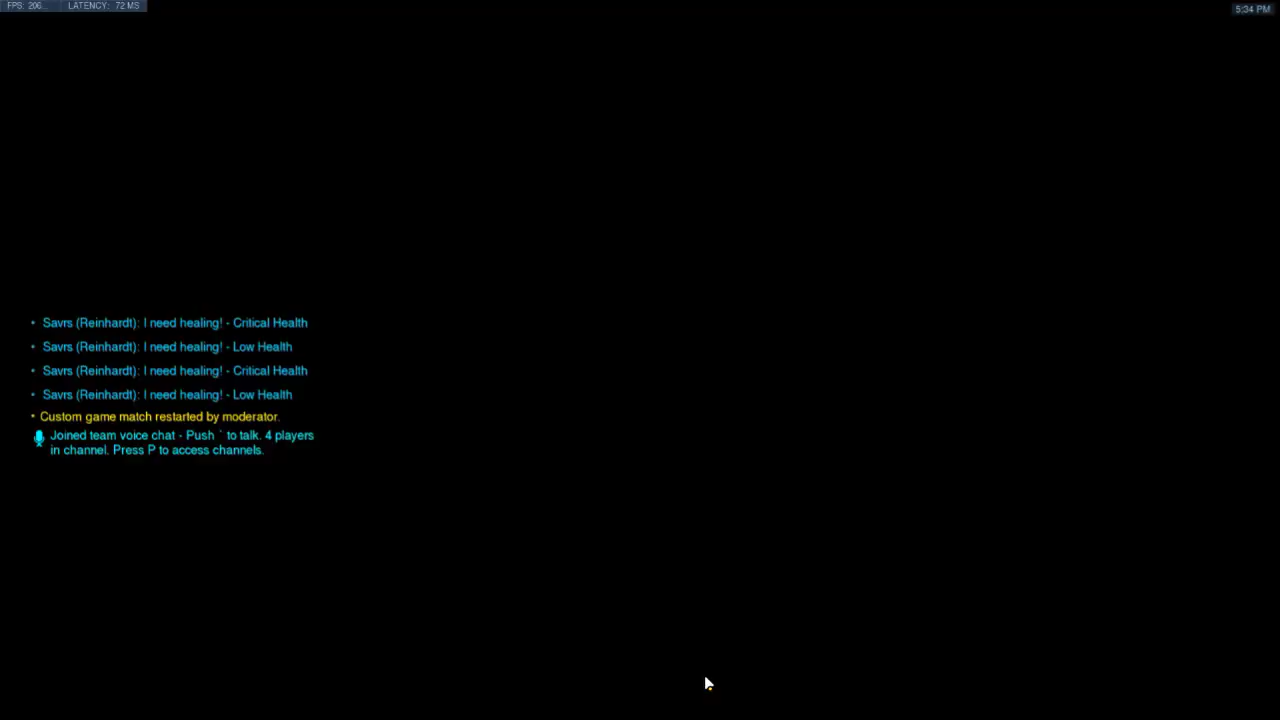 FPS: 206... LATENCY: 72 MS
5:34 PM
• Savrs (Reinhardt): I need healing! - Critical Health
• Savrs (Reinhardt): I need healing! - Low Health
• Savrs (Reinhardt): I need healing! - Critical Health
• Savrs (Reinhardt): I need healing! - Low Health
• Custom game match restarted by moderator.
Joined team voice chat - Push ` to talk. 4 players
in channel. Press P to access channels.